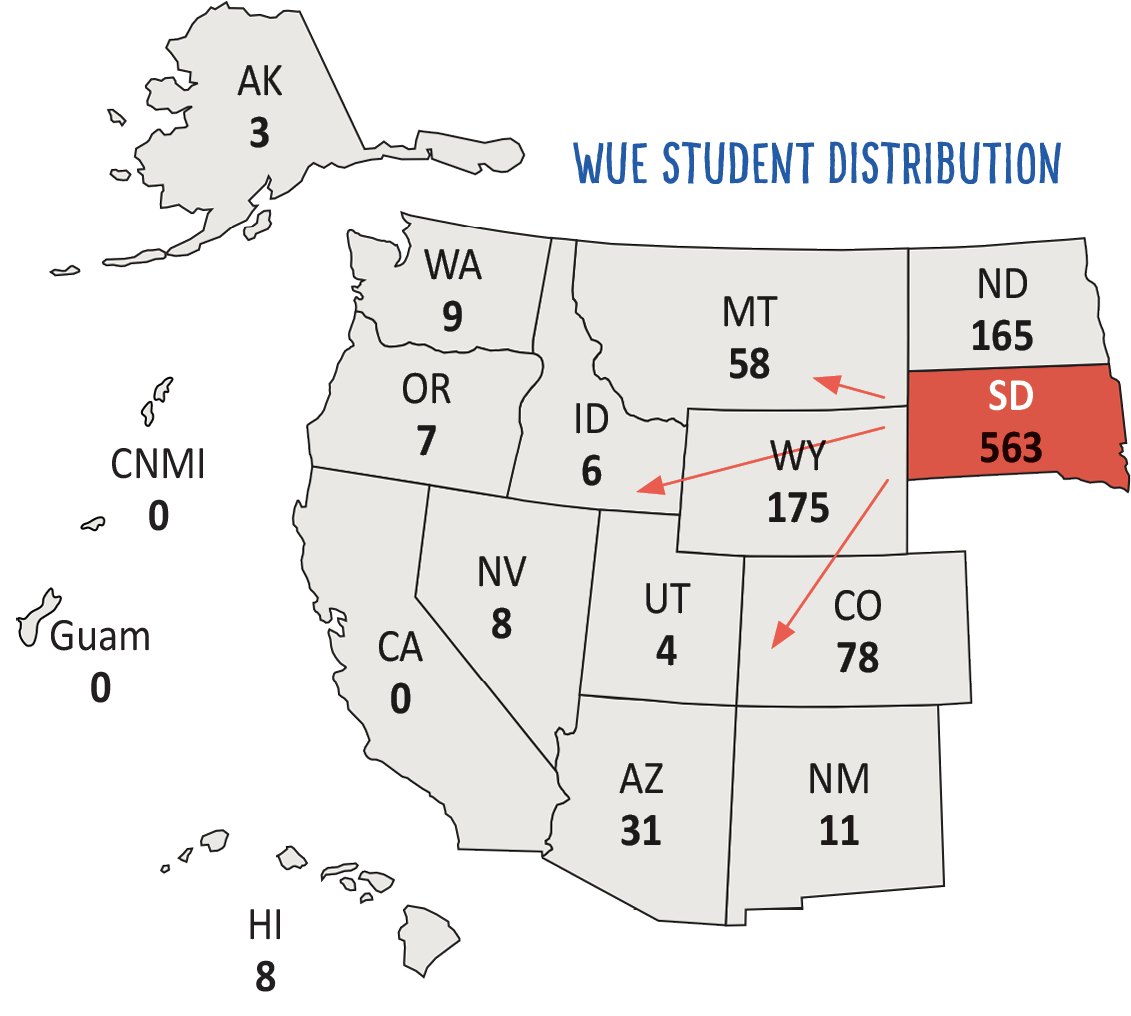 AK
3
WUE STUDENT DISTRIBUTION
WA
9
MT
58
ND
165
OR
7
ID
6
SD
563
WY
175
CNMI
0
NV
8
UT
4
CO
78
Guam
0
CA
0
AZ
31
NM
11
HI
8